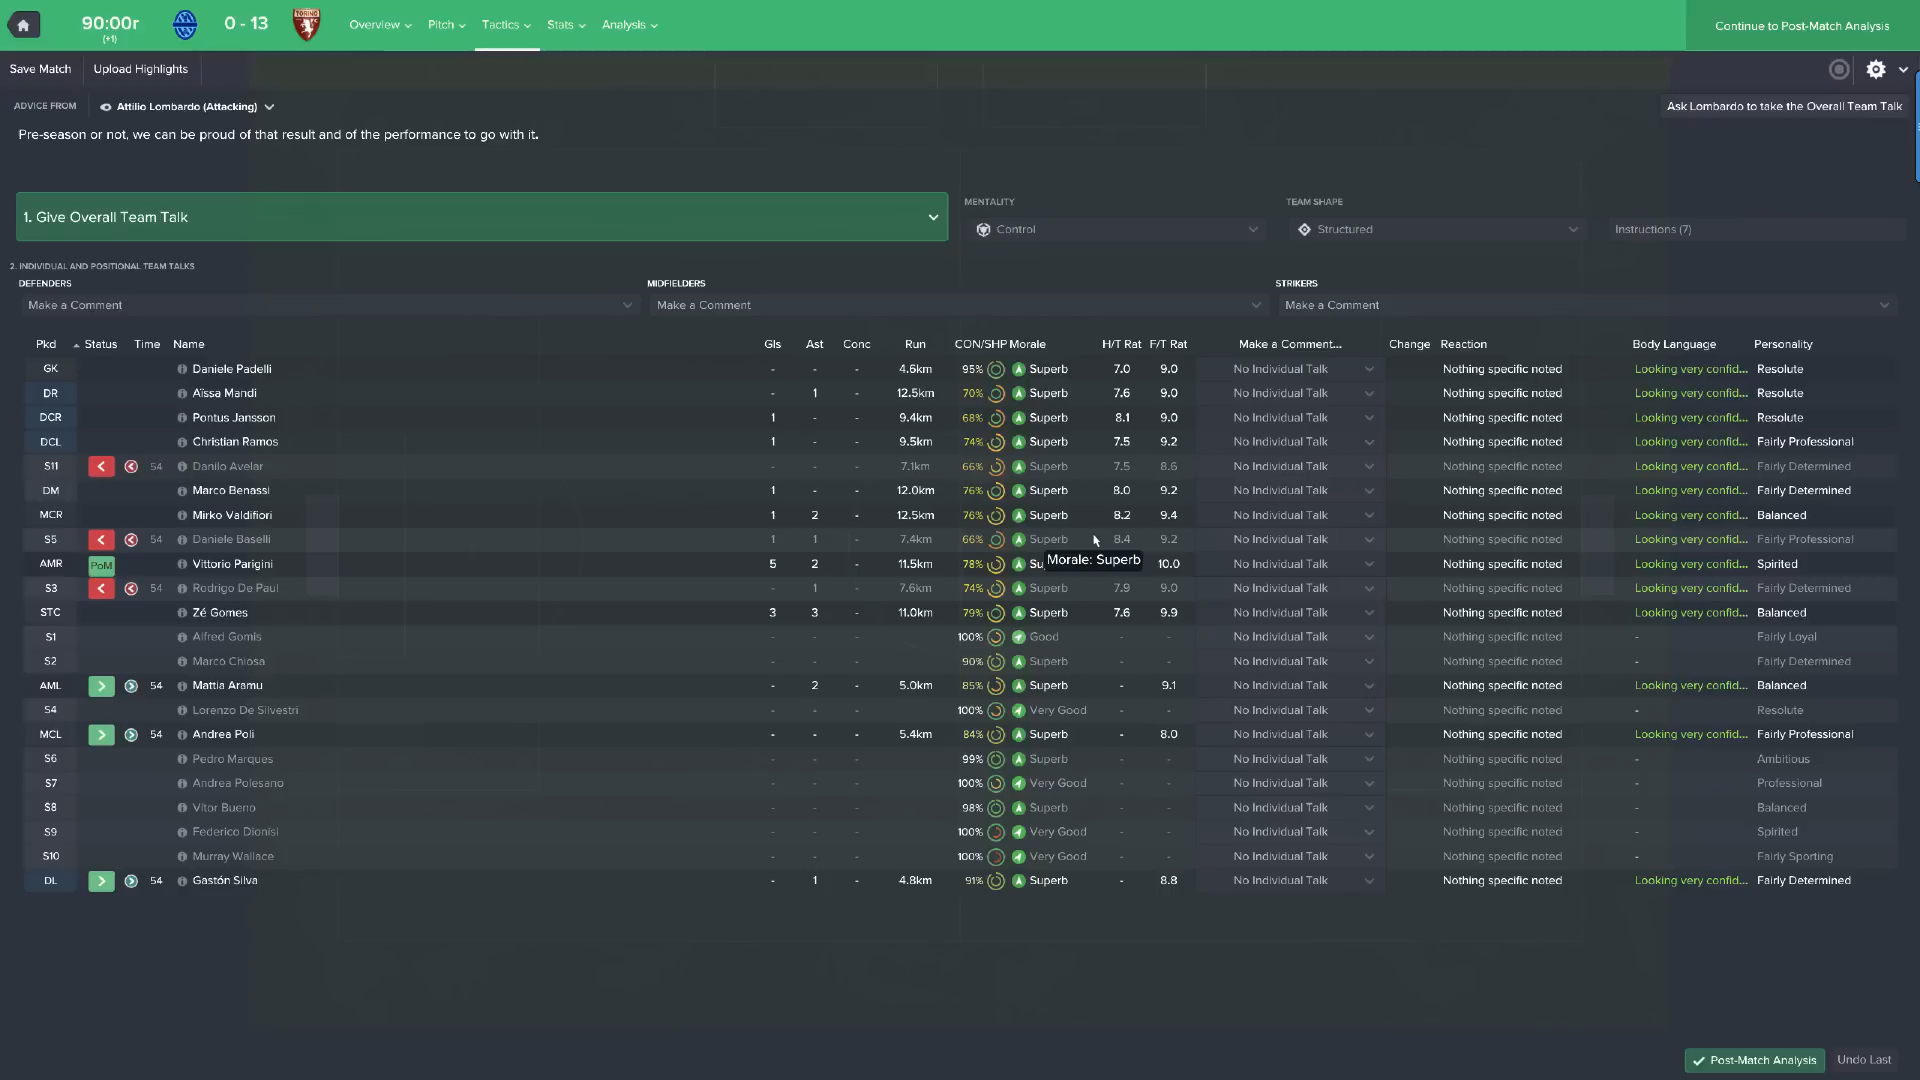 90:00r
(+1)
0 - 13
TORINO
Overview
Pitch
Tactics
Stats
Analysis
Continue to Post-Match Analysis
Save Match
Upload Highlights
ADVICE FROM
Attilio Lombardo (Attacking)
Ask Lombardo to take the Overall Team Talk
Pre-season or not, we can be proud of that result and of the performance to go with it.
1. Give Overall Team Talk
MENTALITY
Control
TEAM SHAPE
Structured
Instructions (7)
2. INDIVIDUAL AND POSITIONAL TEAM TALKS
DEFENDERS
Make a Comment
MIDFIELDERS
Make a Comment
STRIKERS
Make a Comment
Pkd Status Time Name Gls Ast Conc Run CON/SHP Morale H/T Rat F/T Rat Make a Comment... Change Reaction Body Language Personality
GK Daniele Padelli - - - 4.6km 95% Superb 7.0 9.0 No Individual Talk Nothing specific noted Looking very confid... Resolute
DR Aïssa Mandi - 1 - 12.5km 70% Superb 7.6 9.0 No Individual Talk Nothing specific noted Looking very confid... Resolute
DCR Pontus Jansson 1 - - 9.4km 68% Superb 8.1 9.0 No Individual Talk Nothing specific noted Looking very confid... Resolute
DCL Christian Ramos 1 - - 9.5km 74% Superb 7.5 9.2 No Individual Talk Nothing specific noted Looking very confid... Fairly Professional
S11 54 Danilo Avelar - - - 7.1km 66% Superb 7.5 8.6 No Individual Talk Nothing specific noted Looking very confid... Fairly Determined
DM Marco Benassi 1 - - 12.0km 76% Superb 8.0 9.2 No Individual Talk Nothing specific noted Looking very confid... Fairly Determined
MCR Mirko Valdifiori 1 2 - 12.5km 76% Superb 8.2 9.4 No Individual Talk Nothing specific noted Looking very confid... Balanced
S5 54 Daniele Baselli 1 1 - 7.4km 66% Superb 8.4 9.2 No Individual Talk Nothing specific noted Looking very confid... Fairly Professional
AMR PoM Vittorio Parigini 5 2 - 11.5km 78% Su 10.0 No Individual Talk Nothing specific noted Looking very confid... Spirited
Morale: Superb
S3 54 Rodrigo De Paul - 1 - 7.6km 74% Superb 7.9 9.0 No Individual Talk Nothing specific noted Looking very confid... Fairly Determined
STC Zé Gomes 3 3 - 11.0km 79% Superb 7.6 9.9 No Individual Talk Nothing specific noted Looking very confid... Balanced
S1 Alfred Gomis - - - 100% Good - - No Individual Talk Nothing specific noted - Fairly Loyal
S2 Marco Chiosa - - - 90% Superb - - No Individual Talk Nothing specific noted - Fairly Determined
AML 54 Mattia Aramu - 2 - 5.0km 85% Superb - 9.1 No Individual Talk Nothing specific noted Looking very confid... Balanced
S4 Lorenzo De Silvestri - - - 100% Very Good - - No Individual Talk Nothing specific noted - Resolute
MCL 54 Andrea Poli - - - 5.4km 84% Superb - 8.0 No Individual Talk Nothing specific noted Looking very confid... Fairly Professional
S6 Pedro Marques - - - 99% Superb - - No Individual Talk Nothing specific noted - Ambitious
S7 Andrea Polesano - - - 100% Very Good - - No Individual Talk Nothing specific noted - Professional
S8 Vítor Bueno - - - 98% Superb - - No Individual Talk Nothing specific noted - Balanced
S9 Federico Dionisi - - - 100% Very Good - - No Individual Talk Nothing specific noted - Spirited
S10 Murray Wallace - - - 100% Very Good - - No Individual Talk Nothing specific noted - Fairly Sporting
DL 54 Gastón Silva - 1 - 4.8km 91% Superb - 8.8 No Individual Talk Nothing specific noted Looking very confid... Fairly Determined
Post-Match Analysis
Undo Last